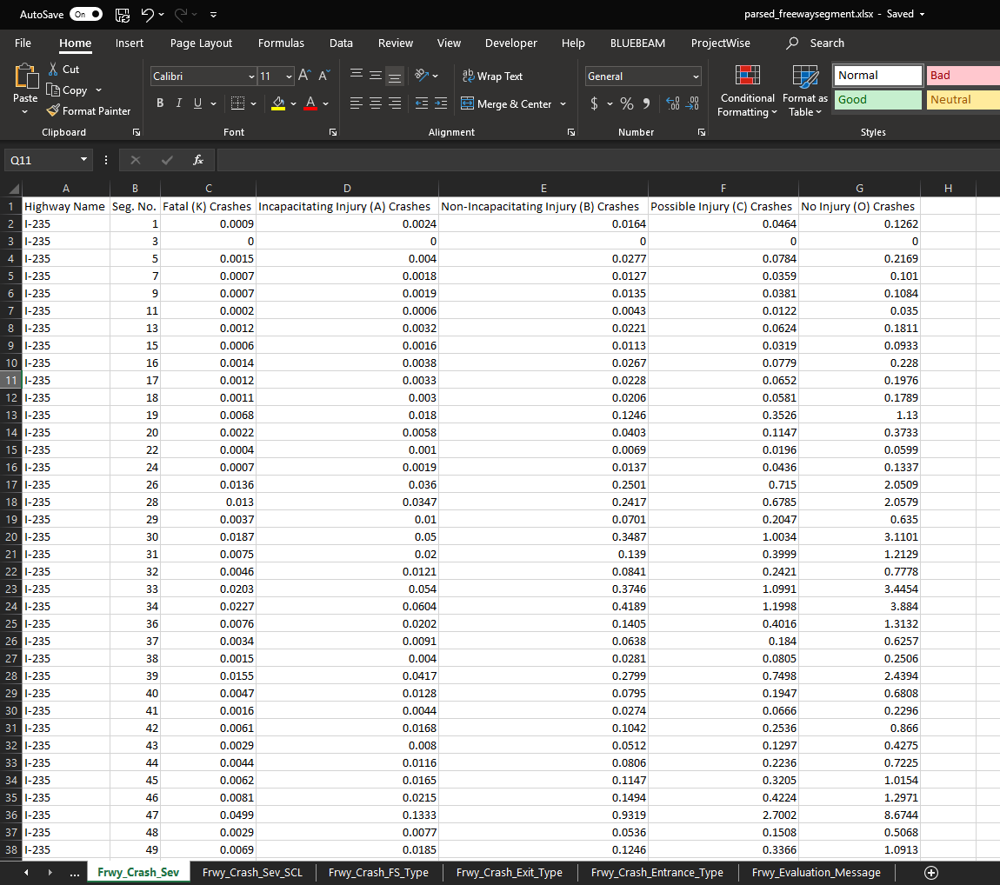 AutoSave On parsed_freewaysegment.xlsx - Saved
File Home Insert Page Layout Formulas Data Review View Developer Help BLUEBEAM ProjectWise Search
Cut Calibri 11 A A ab Wrap Text General Normal Bad
Paste Copy Conditional Format as
B I U A Merge & Center $ % Good Neutral
Format Painter Formatting Table
Clipboard Font Alignment Number Styles
Q11 fx
A B C D E F G H
1 Highway Name Seg. No. Fatal (K) Crashes Incapacitating Injury (A) Crashes Non-Incapacitating Injury (B) Crashes Possible Injury (C) Crashes No Injury (O) Crashes
2 I-235 1 0.0009 0.0024 0.0164 0.0464 0.1262
3 I-235 3 0 0 0 0 0
4 I-235 5 0.0015 0.004 0.0277 0.0784 0.2169
5 I-235 7 0.0007 0.0018 0.0127 0.0359 0.101
6 I-235 9 0.0007 0.0019 0.0135 0.0381 0.1084
7 I-235 11 0.0002 0.0006 0.0043 0.0122 0.035
8 I-235 13 0.0012 0.0032 0.0221 0.0624 0.1811
9 I-235 15 0.0006 0.0016 0.0113 0.0319 0.0933
10 I-235 16 0.0014 0.0038 0.0267 0.0779 0.228
11 I-235 17 0.0012 0.0033 0.0228 0.0652 0.1976
12 I-235 18 0.0011 0.003 0.0206 0.0581 0.1789
13 I-235 19 0.0068 0.018 0.1246 0.3526 1.13
14 I-235 20 0.0022 0.0058 0.0403 0.1147 0.3733
15 I-235 22 0.0004 0.001 0.0069 0.0196 0.0599
16 I-235 24 0.0007 0.0019 0.0137 0.0436 0.1337
17 I-235 26 0.0136 0.036 0.2501 0.715 2.0509
18 I-235 28 0.013 0.0347 0.2417 0.6785 2.0579
19 I-235 29 0.0037 0.01 0.0701 0.2047 0.635
20 I-235 30 0.0187 0.05 0.3487 1.0034 3.1101
21 I-235 31 0.0075 0.02 0.139 0.3999 1.2129
22 I-235 32 0.0046 0.0121 0.0841 0.2421 0.7778
23 I-235 33 0.0203 0.054 0.3746 1.0991 3.4454
24 I-235 34 0.0227 0.0604 0.4189 1.1998 3.884
25 I-235 36 0.0076 0.0202 0.1405 0.4016 1.3132
26 I-235 37 0.0034 0.0091 0.0638 0.184 0.6257
27 I-235 38 0.0015 0.004 0.0281 0.0805 0.2506
28 I-235 39 0.0155 0.0417 0.2799 0.7498 2.4394
29 I-235 40 0.0047 0.0128 0.0795 0.1947 0.6808
30 I-235 41 0.0016 0.0044 0.0274 0.0666 0.2296
31 I-235 42 0.0061 0.0168 0.1042 0.2536 0.866
32 I-235 43 0.0029 0.008 0.0512 0.1297 0.4275
33 I-235 44 0.0044 0.0116 0.0806 0.2236 0.7225
34 I-235 45 0.0062 0.0165 0.1147 0.3205 1.0154
35 I-235 46 0.0081 0.0215 0.1494 0.4224 1.2971
36 I-235 47 0.0499 0.1333 0.9319 2.7002 8.6744
37 I-235 48 0.0029 0.0077 0.0536 0.1508 0.5068
38 I-235 49 0.0069 0.0185 0.1246 0.3366 1.0913
... Frwy_Crash_Sev Frwy_Crash_Sev_SCL Frwy_Crash_FS_Type Frwy_Crash_Exit_Type Frwy_Crash_Entrance_Type Frwy_Evaluation_Message